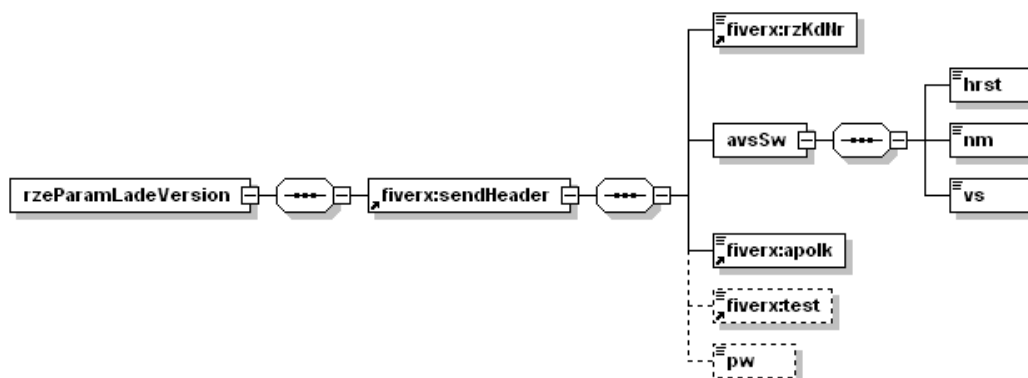 fiverx:rzKdNr
hrst
avsSw
nm
rzeParamLadeVersion
fiverx:sendHeader
vs
fiverx:apoIk
fiverx:test
pw